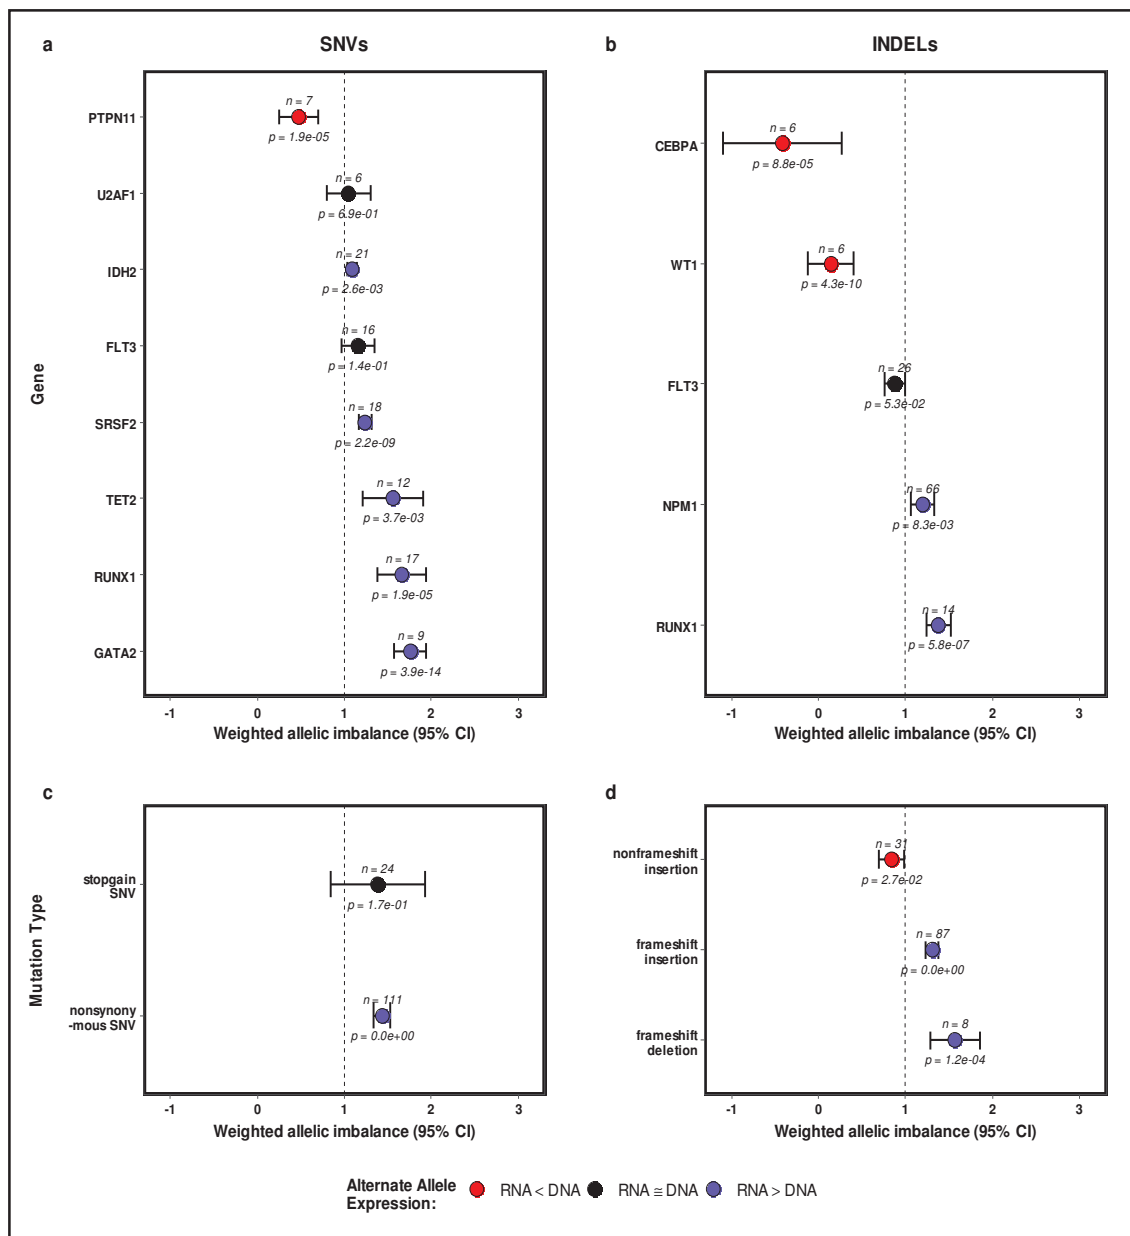 a
SNVs
Gene
PTPN11
n = 7
p = 1.9e-05
U2AF1
n = 6
p = 6.9e-01
IDH2
n = 21
p = 2.6e-03
FLT3
n = 16
p = 1.4e-01
SRSF2
n = 18
p = 2.2e-09
TET2
n = 12
p = 3.7e-03
RUNX1
n = 17
p = 1.9e-05
GATA2
n = 9
p = 3.9e-14
-1 0 1 2 3
Weighted allelic imbalance (95% CI)
b
INDELs
CEBPA
n = 6
p = 8.8e-05
WT1
n = 6
p = 4.3e-10
FLT3
n = 26
p = 5.3e-02
NPM1
n = 66
p = 8.3e-03
RUNX1
n = 14
p = 5.8e-07
-1 0 1 2 3
Weighted allelic imbalance (95% CI)
c
Mutation Type
stopgain
SNV
n = 24
p = 1.7e-01
nonsynony
-mous SNV
n = 111
p = 0.0e+00
-1 0 1 2 3
Weighted allelic imbalance (95% CI)
d
nonframeshift
insertion
n = 31
p = 2.7e-02
frameshift
insertion
n = 87
p = 0.0e+00
frameshift
deletion
n = 8
p = 1.2e-04
-1 0 1 2 3
Weighted allelic imbalance (95% CI)
Alternate Allele
Expression:
RNA < DNA RNA ≅ DNA RNA > DNA